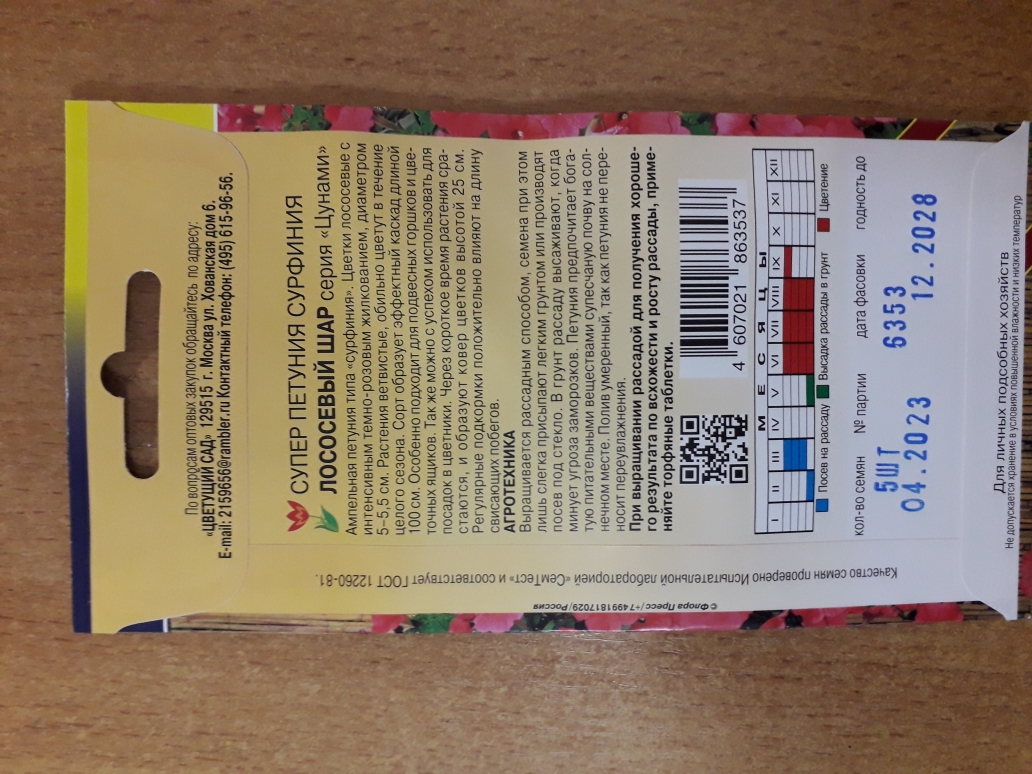 По вопросам оптовых закупок обращайтесь по адресу:
«ЦВЕТУЩИЙ САД» 129515 г. Москва ул. Хованская дом 6.
E-mail: 2159656@rambler.ru Контактный телефон: (495) 615-96-56.
СУПЕР ПЕТУНИЯ СУРФИНИЯ
ЛОСОСЕВЫЙ ШАР серия «Цунами»
Ампельная петуния типа «сурфиния». Цветки лососевые с
интенсивным темно-розовым жилкованием, диаметром
5–5,5 см. Растения ветвистые, обильно цветут в течение
целого сезона. Сорт образует эффектный каскад длиной
100 см. Особенно подходит для подвесных горшков и цве-
точных ящиков. Так же можно с успехом использовать для
посадок в цветники. Через короткое время растения сра-
стаются, и образуют ковер цветков высотой 25 см.
Регулярные подкормки положительно влияют на длину
свисающих побегов.
АГРОТЕХНИКА
Выращивается рассадным способом, семена при этом
лишь слегка присыпают легким грунтом или производят
посев под стекло. В грунт рассаду высаживают, когда
минует угроза заморозков. Петуния предпочитает бога-
тую питательными веществами супесчаную почву на сол-
нечном месте. Полив умеренный, так как петуния не пере-
носит переувлажнения.
При выращивании рассадой для получения хороше-
го результата по всхожести и росту рассады, приме-
няйте торфяные таблетки.
4 607021 863537
МЕСЯЦЫ
I II III IV V VI VII VIII IX X XI XII
Посев на рассаду Высадка рассады в грунт Цветение
кол-во семян № партии дата фасовки годность до
5ШТ 6353
04.2023 12.2028
Для личных подсобных хозяйств
Не допускается хранение в условиях повышенной влажности и низких температур
Качество семян проверено Испытательной лабораторией «СемТест» и соответствует ГОСТ 12260-81.
© Флора Пресс/+74991817029/Россия